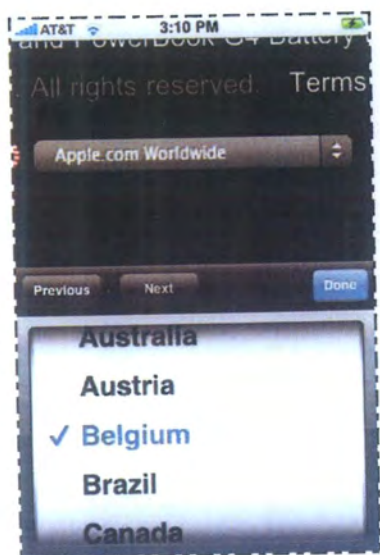 AT&T 3:10 PM
and PowerBook G4 Battery
. All rights reserved. Terms
Apple.com Worldwide
Previous Next Done
Australia
Austria
✓ Belgium
Brazil
Canada